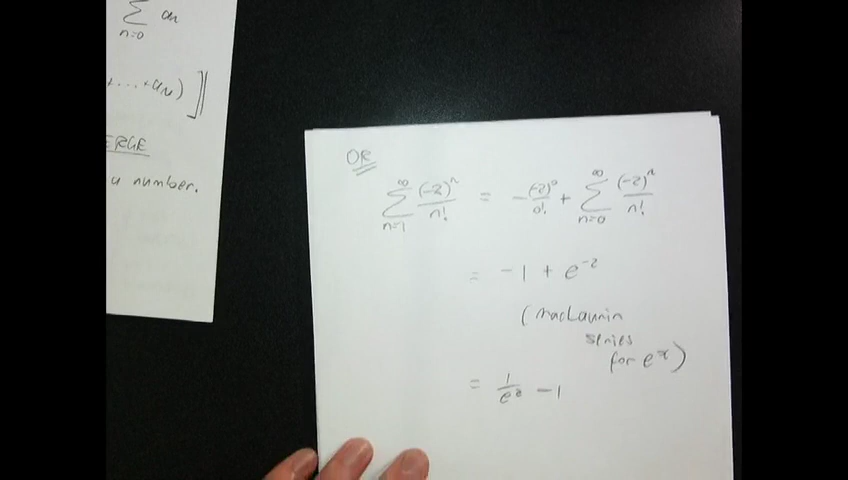 ∞
∑ aₙ
n=0
+...+aₙ) ]
ERGE
a number.
OR
∑_{n=1}^{∞} (-2)^n/n! = -(-2)^0/0! + ∑_{n=0}^{∞} (-2)^n/n!
= -1 + e^{-2}
(MacLaurin
series
for e^x)
= 1/e^2 - 1